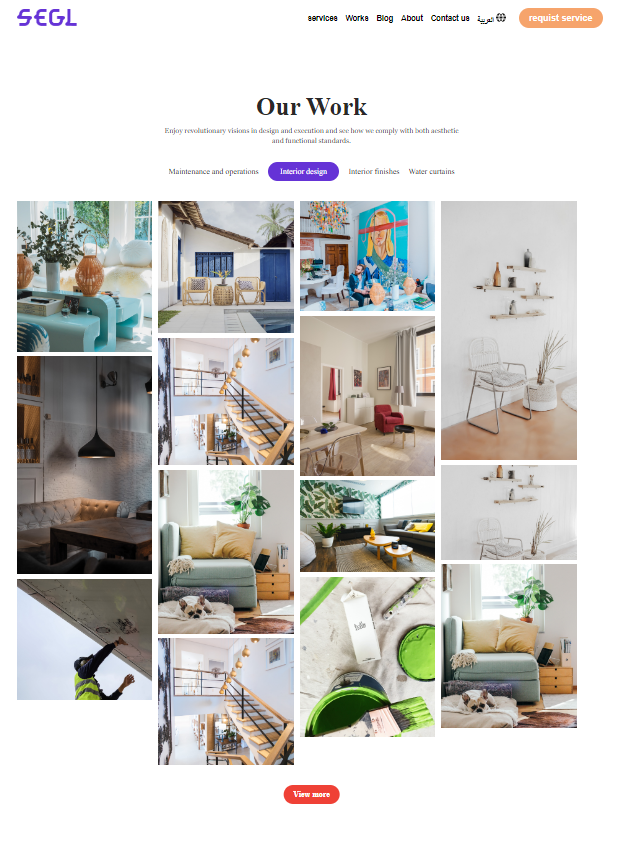 SEGL
services Works Blog About Contact us العربية requist service
Our Work
Enjoy revolutionary visions in design and execution and see how we comply with both aesthetic
and functional standards.
Maintenance and operations Interior design Interior finishes Water curtains
View more